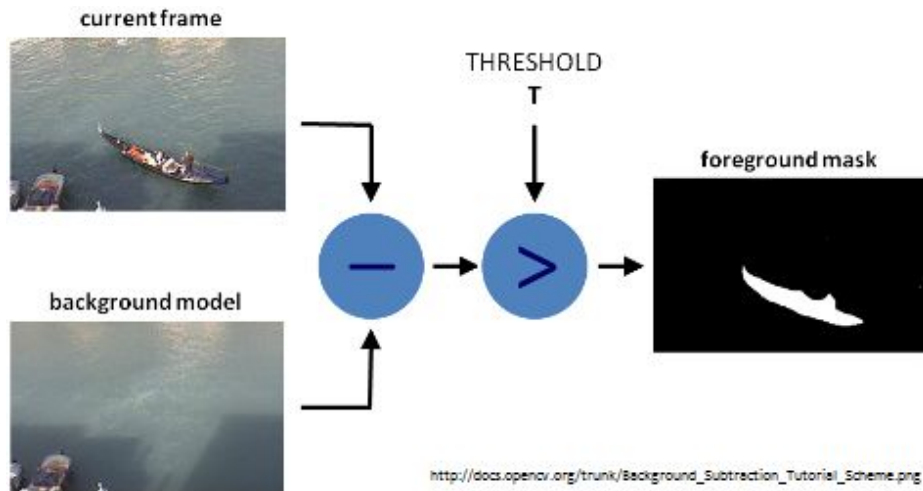 current frame
THRESHOLD
T
foreground mask
background model
http://docs.opencv.org/trunk/Background_Subtraction_Tutorial_Scheme.png